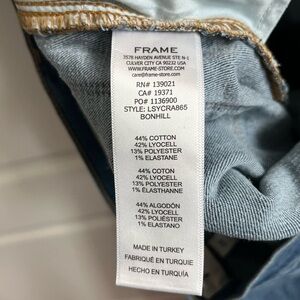 FRAME
3578 HAYDEN AVENUE STE N-1
CULVER CITY CA 90232, USA
WWW.FRAME-STORE.COM
care@frame-store.com
RN# 139021
CA# 19371
PO# 1136900
STYLE: LSYCRA865
BONHILL
44% COTTON
42% LYOCELL
13% POLYESTER
1% ELASTANE
44% COTON
42% LYOCELL
13% POLYESTER
1% ÉLASTHANNE
44% ALGODÓN
42% LYOCELL
13% POLIÉSTER
1% ELASTANO
MADE IN TURKEY
FABRIQUÉ EN TURQUIE
HECHO EN TURQUÍA